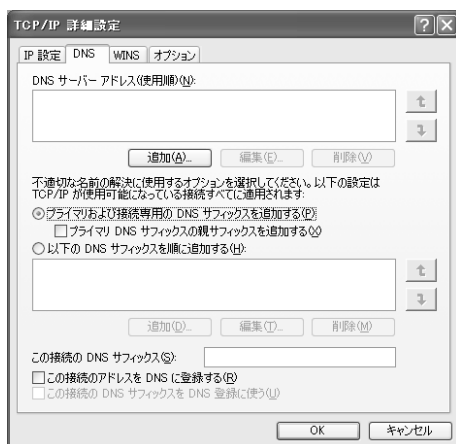 TCP/IP 詳細設定
IP 設定 DNS WINS オプション
DNS サーバー アドレス(使用順)(N):
追加(A)... 編集(E)... 削除(V)
不適切な名前の解決に使用するオプションを選択してください。以下の設定は
TCP/IP が使用可能になっている接続すべてに適用されます:
プライマリおよび接続専用の DNS サフィックスを追加する(P)
プライマリ DNS サフィックスの親サフィックスを追加する(X)
以下の DNS サフィックスを順に追加する(H):
追加(D)... 編集(T)... 削除(M)
この接続の DNS サフィックス(S):
この接続のアドレスを DNS に登録する(R)
この接続の DNS サフィックスを DNS 登録に使う(U)
OK キャンセル